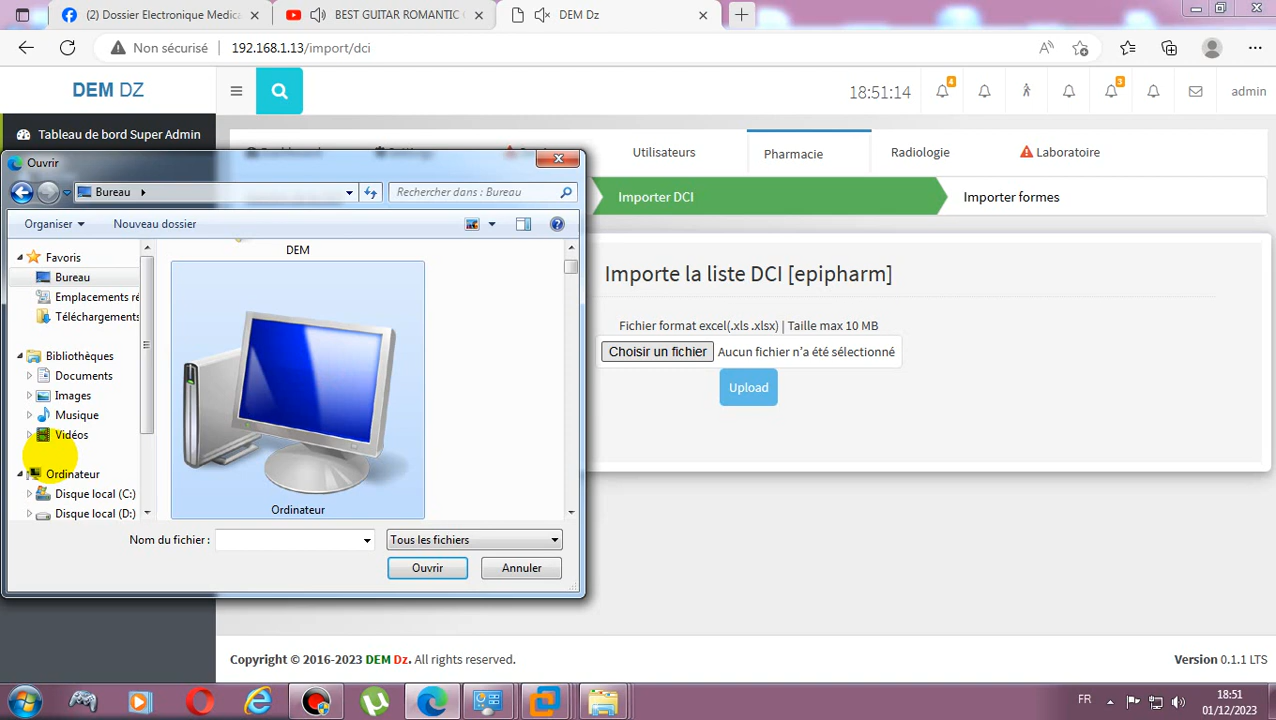 (2) Dossier Electronique Medica
BEST GUITAR ROMANTIC
DEM Dz
Non sécurisé
192.168.1.13/import/dci
DEM DZ
18:51:14
4
3
admin
Tableau de bord Super Admin
Utilisateurs
Pharmacie
Radiologie
Laboratoire
Importer DCI
Importer formes
Importe la liste DCI [epipharm]
Fichier format excel(.xls .xlsx) | Taille max 10 MB
Choisir un fichier
Aucun fichier n'a été sélectionné
Upload
Ouvrir
Bureau
Rechercher dans : Bureau
Organiser
Nouveau dossier
Favoris
Bureau
Emplacements ré
Téléchargements
Bibliothèques
Documents
Images
Musique
Vidéos
Ordinateur
Disque local (C:)
Disque local (D:)
DEM
Ordinateur
Nom du fichier :
Tous les fichiers
Ouvrir
Annuler
Copyright © 2016-2023 DEM Dz. All rights reserved.
Version 0.1.1 LTS
FR
18:51
01/12/2023